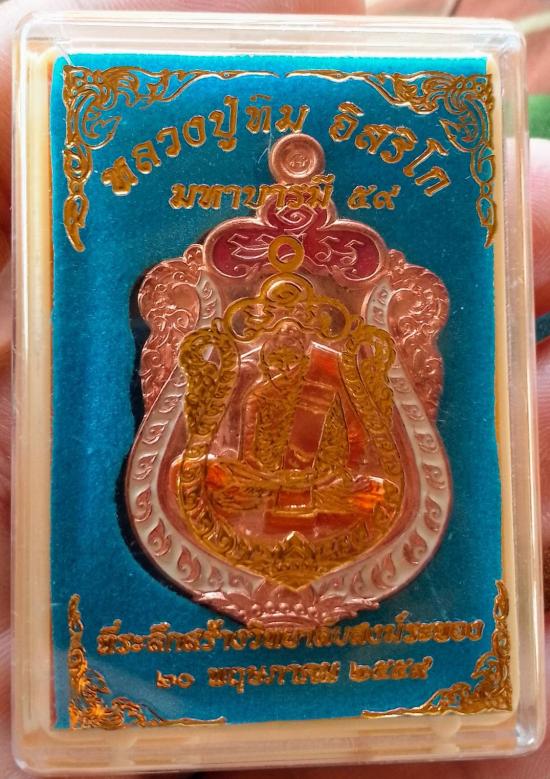 หลวงปู่ทิม อิสริโก
มหาบารมี ๕๙
ที่ระลึกสร้างวิทยาลัยสงฆ์ระยอง
๒๐ พฤษภาคม ๒๕๕๙